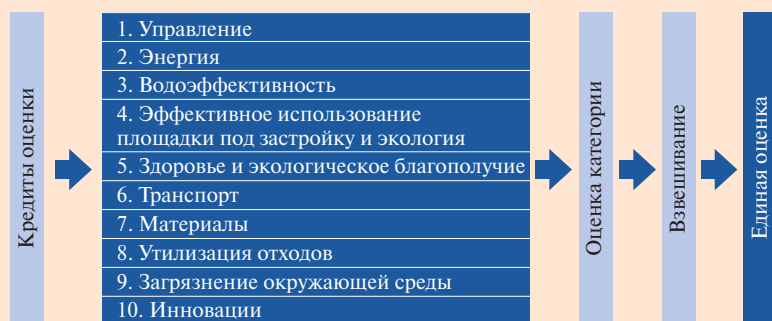 Кредиты оценки
1. Управление
2. Энергия
3. Водоэффективность
4. Эффективное использование
площадки под застройку и экология
5. Здоровье и экологическое благополучие
6. Транспорт
7. Материалы
8. Утилизация отходов
9. Загрязнение окружающей среды
10. Инновации
Оценка категории
Взвешивание
Единая оценка